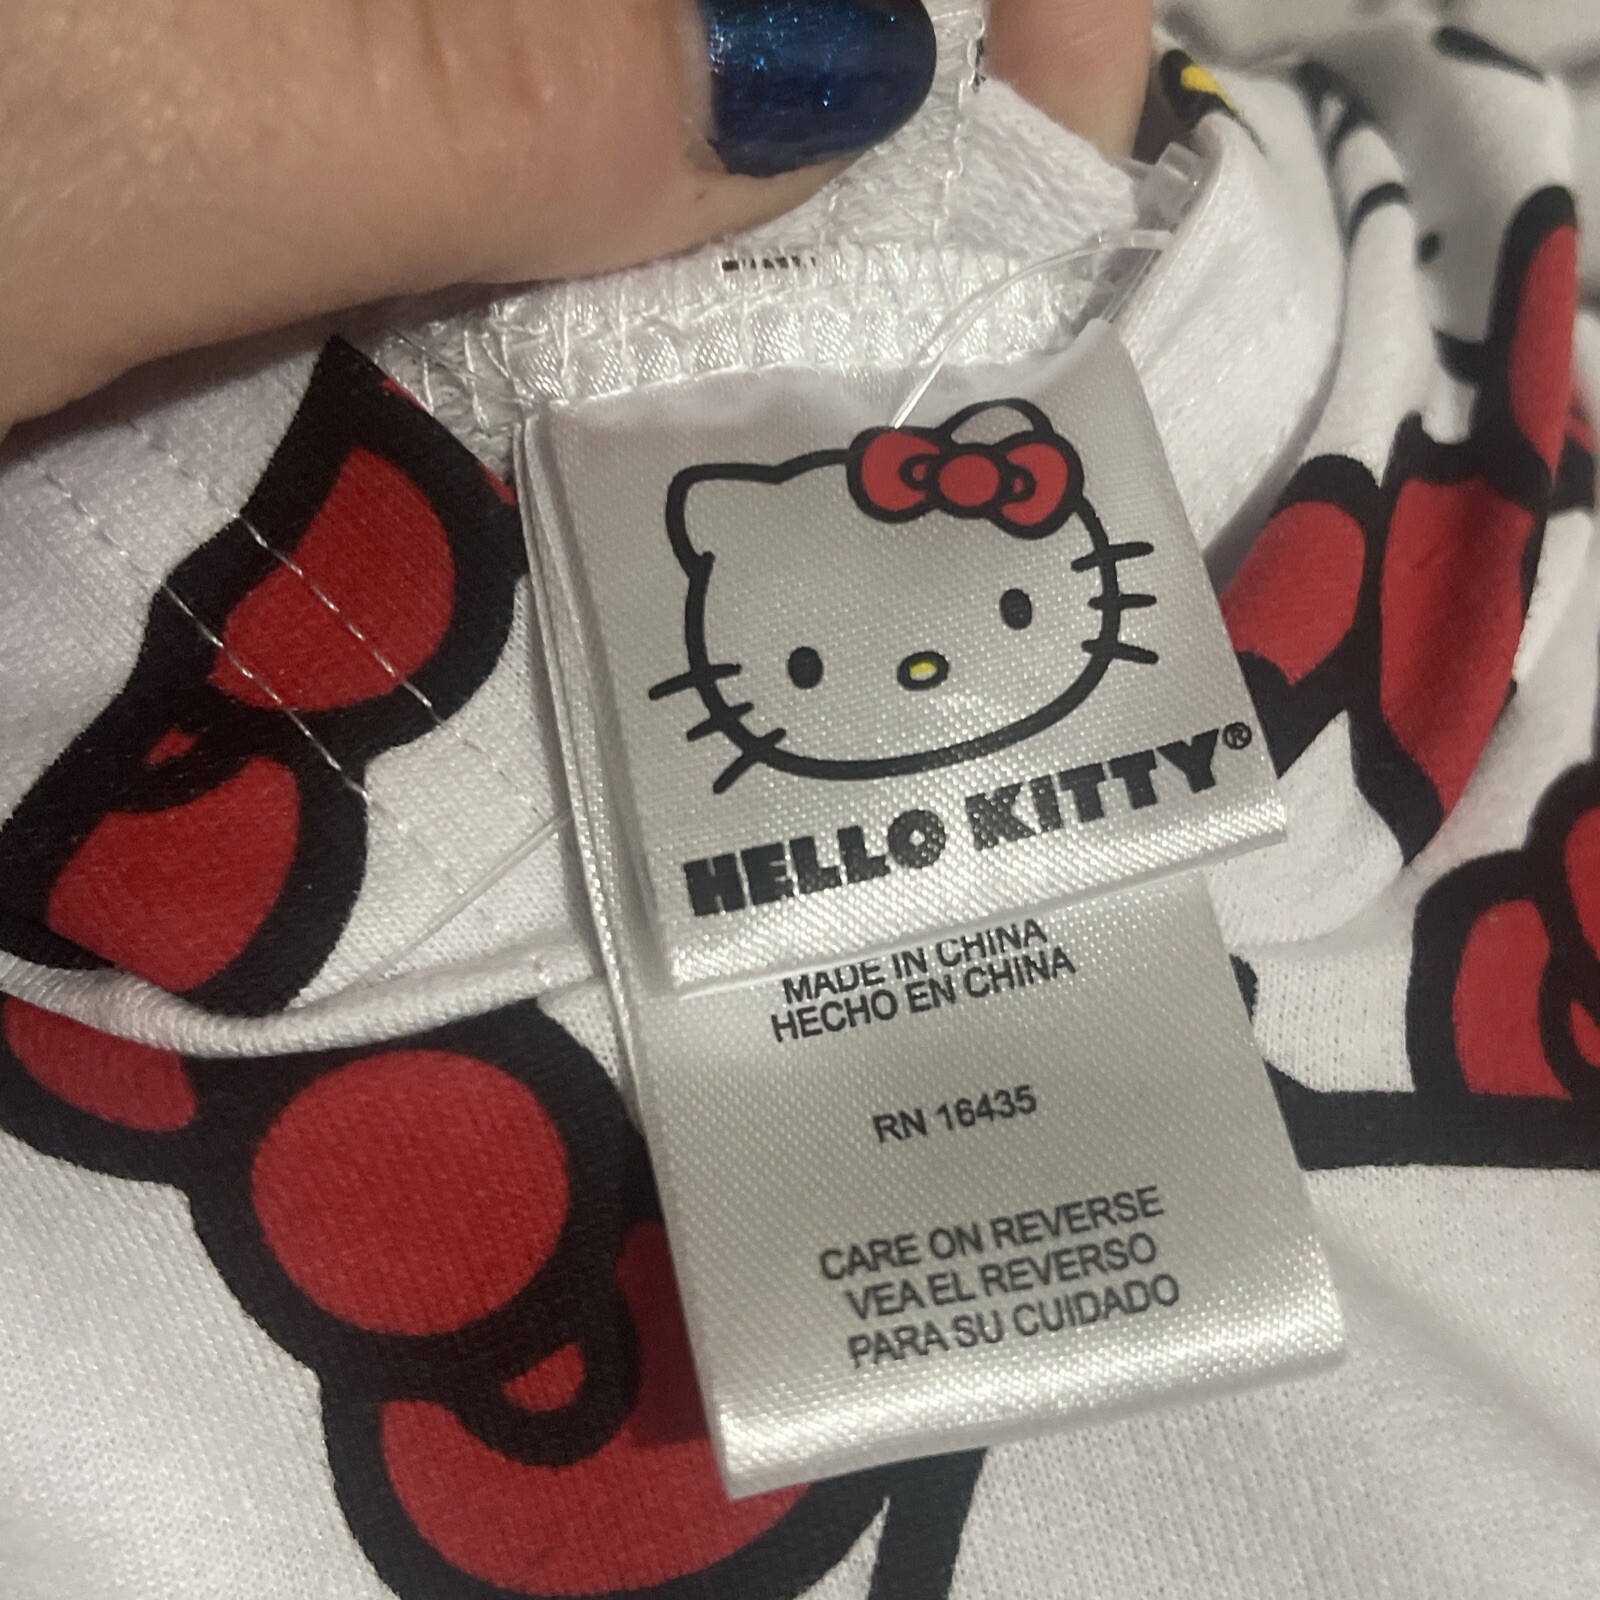 HELLO KITTY®
MADE IN CHINA
HECHO EN CHINA
RN 16435
CARE ON REVERSE
VEA EL REVERSO
PARA SU CUIDADO